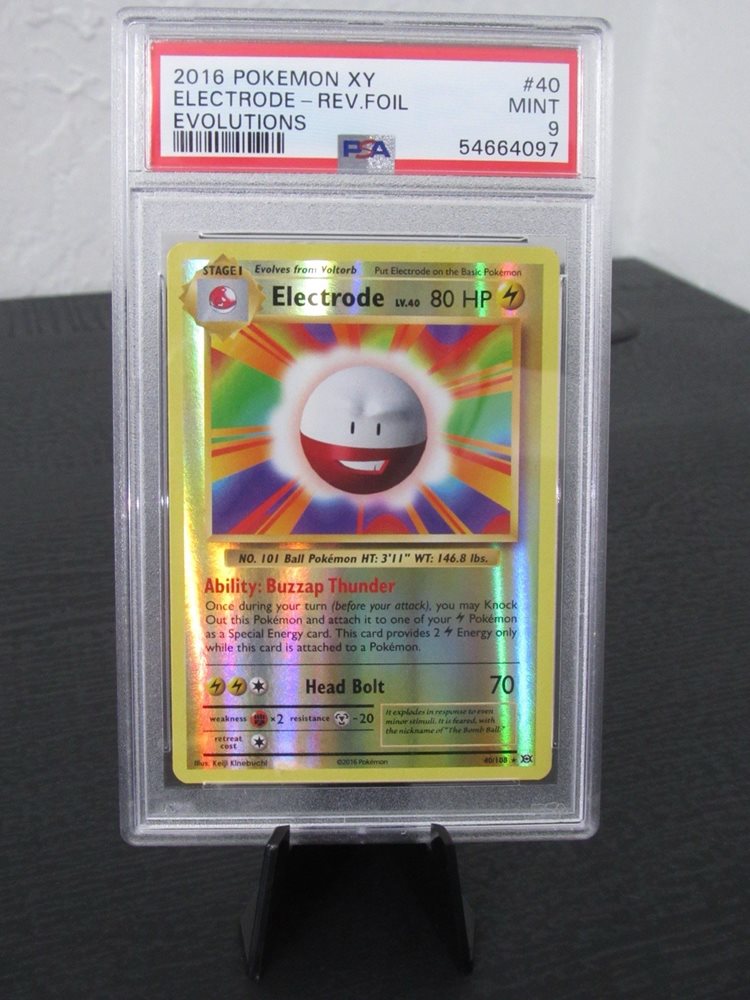 2016 POKEMON XY #40
ELECTRODE - REV.FOIL MINT
EVOLUTIONS 9
PSA 54664097
STAGE 1 Evolves from Voltorb Put Electrode on the Basic Pokémon
Electrode LV.40 80 HP
NO. 101 Ball Pokémon HT: 3'11" WT: 146.8 lbs.
Ability: Buzzap Thunder
Once during your turn (before your attack), you may Knock
Out this Pokémon and attach it to one of your Pokémon
as a Special Energy card. This card provides 2 Energy only
while this card is attached to a Pokémon.
Head Bolt 70
weakness ×2 resistance -20
It explodes in response to even
minor stimuli. It is feared, with
the nickname of "The Bomb Ball."
retreat
cost
Illus. Keiji Kinebuchi ©2016 Pokémon 40/108